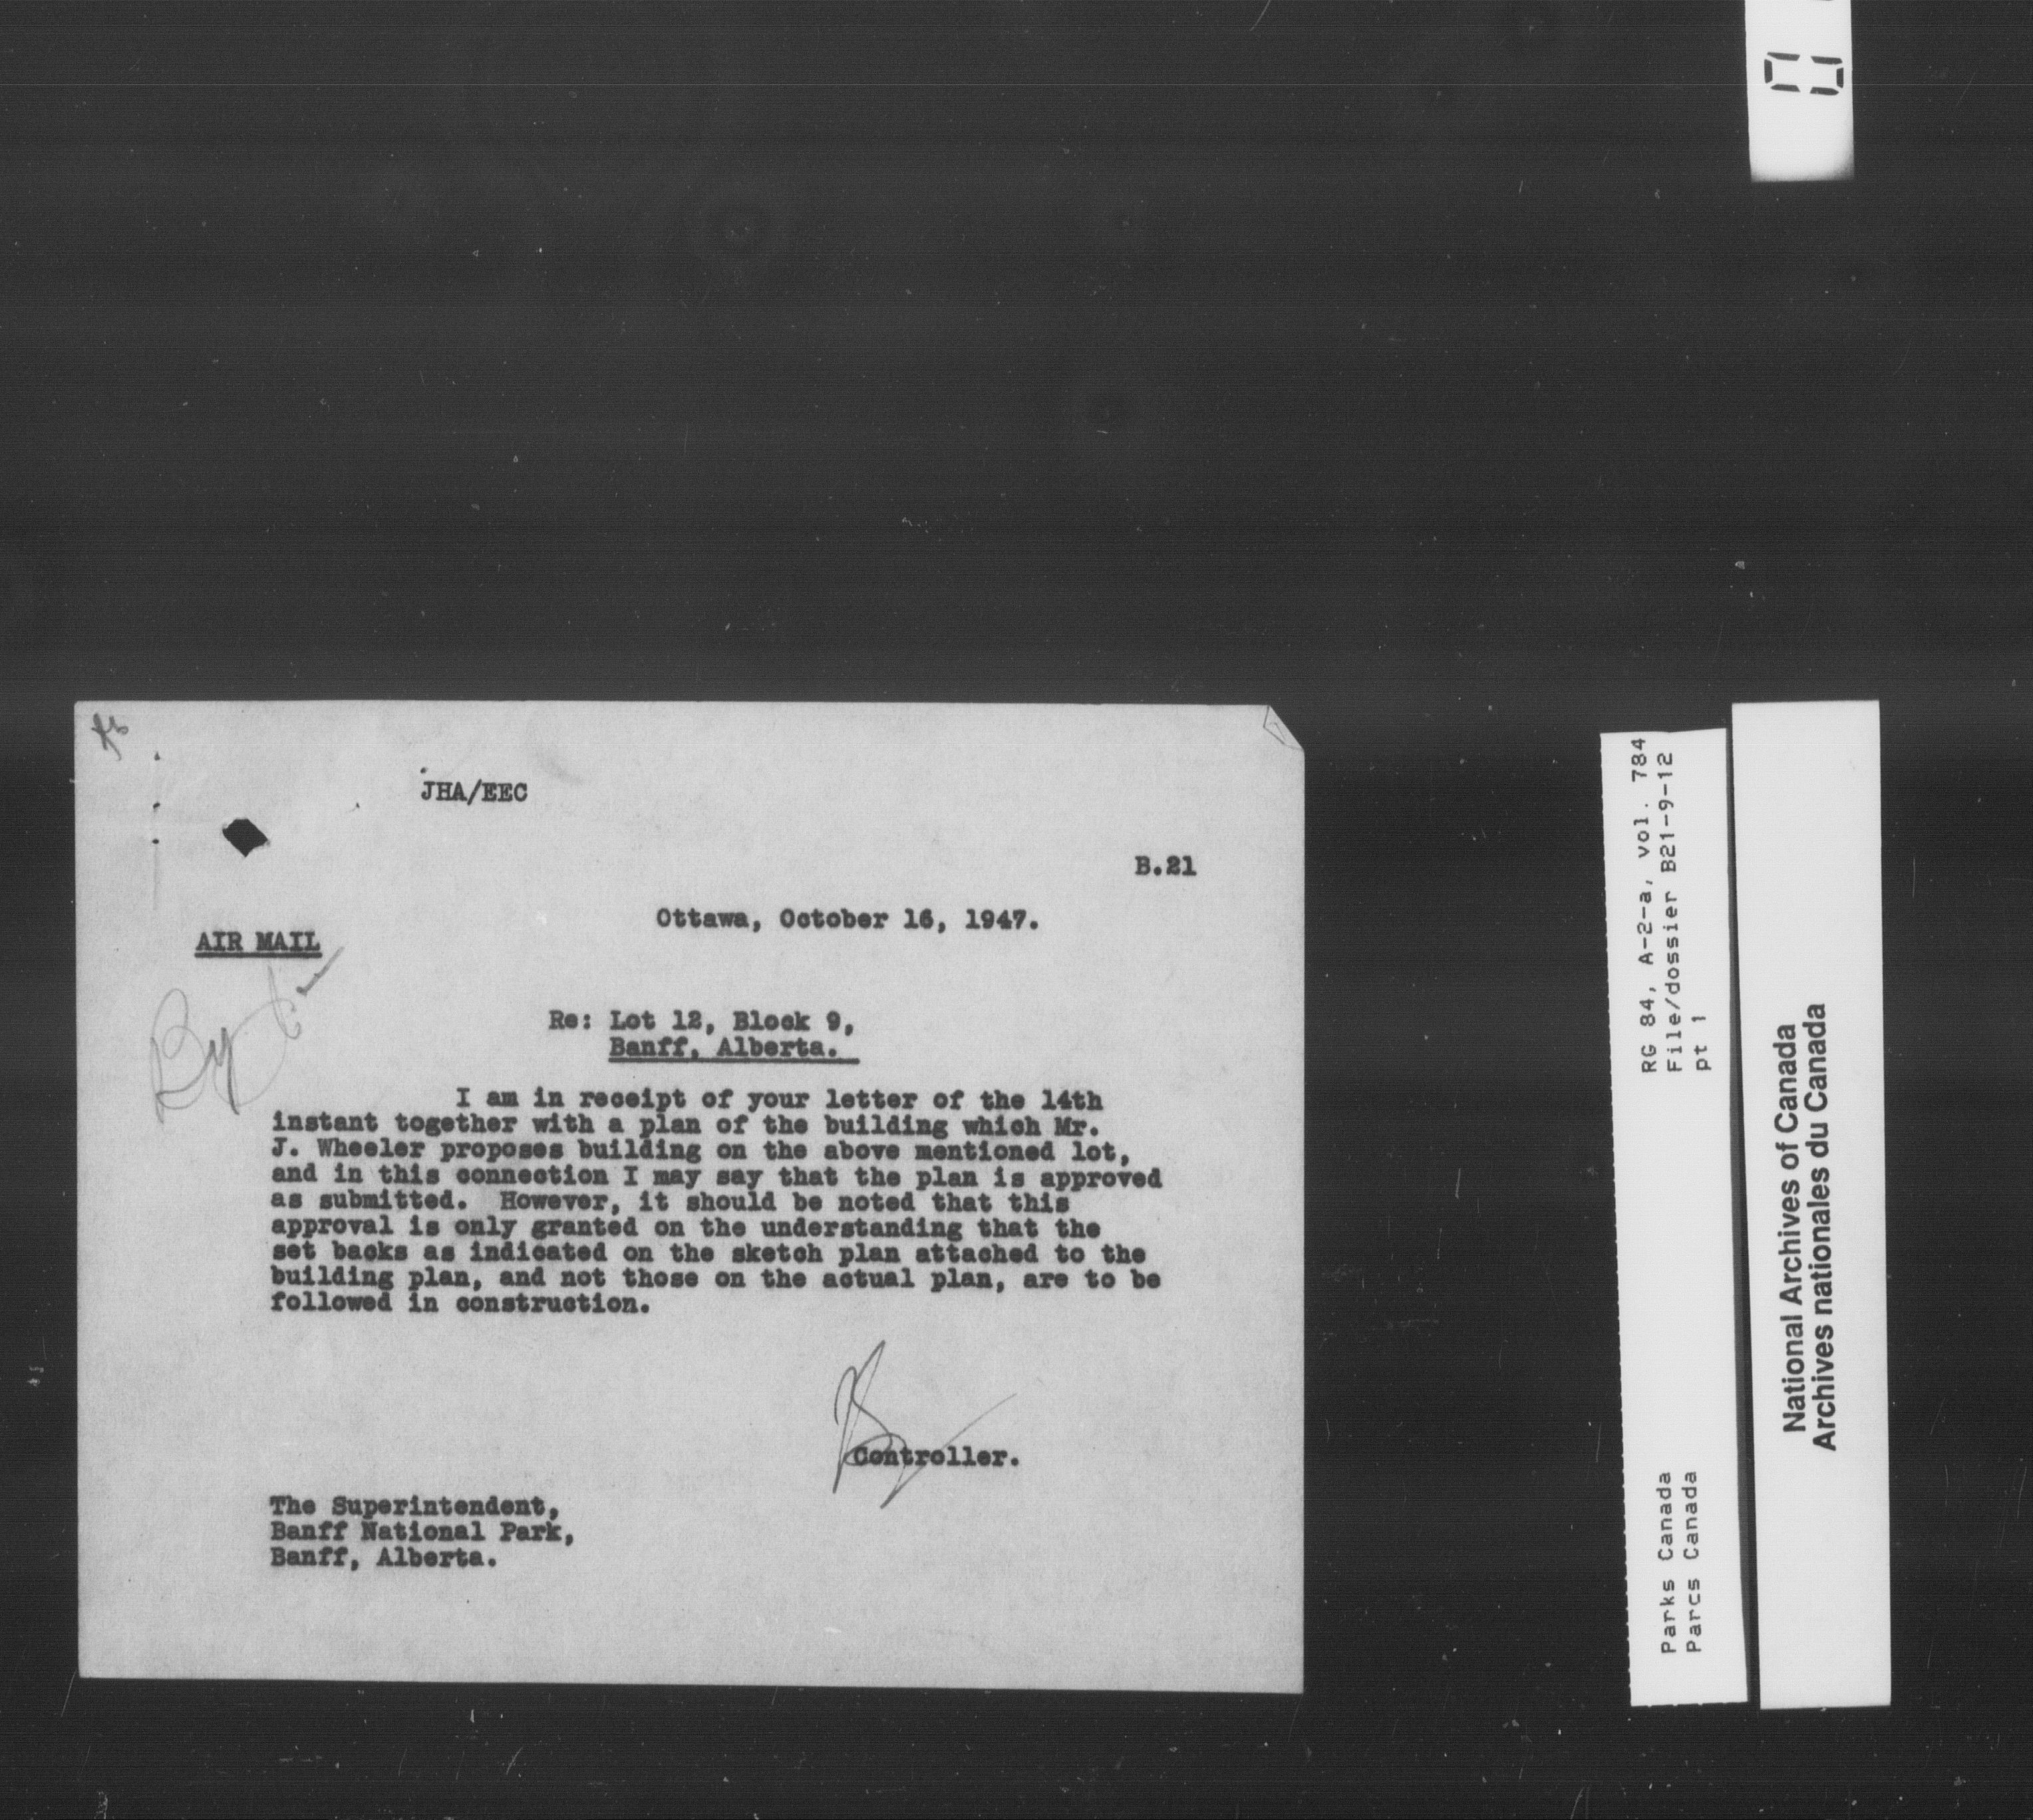 JHA/EEC
B.21
Ottawa, October 16, 1947.
AIR MAIL
Re: Lot 12, Block 9,
Banff, Alberta.
I am in receipt of your letter of the 14th
instant together with a plan of the building which Mr.
J. Wheeler proposes building on the above mentioned lot,
and in this connection I may say that the plan is approved
as submitted. However, it should be noted that this
approval is only granted on the understanding that the
set backs as indicated on the sketch plan attached to the
building plan, and not those on the actual plan, are to be
followed in construction.
Controller.
The Superintendent,
Banff National Park,
Banff, Alberta.
RG 84, A-2-a, vol. 784
File/dossier B21-9-12
pt 1
Parks Canada
Parcs Canada
National Archives of Canada
Archives nationales du Canada